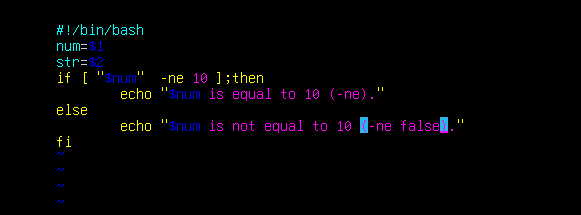 #!/bin/bash
num=$1
str=$2
if [ "$num"  -ne 10 ];then
        echo "$num is equal to 10 (-ne)."
else
        echo "$num is not equal to 10 (-ne false)."
fi
~
~
~
~